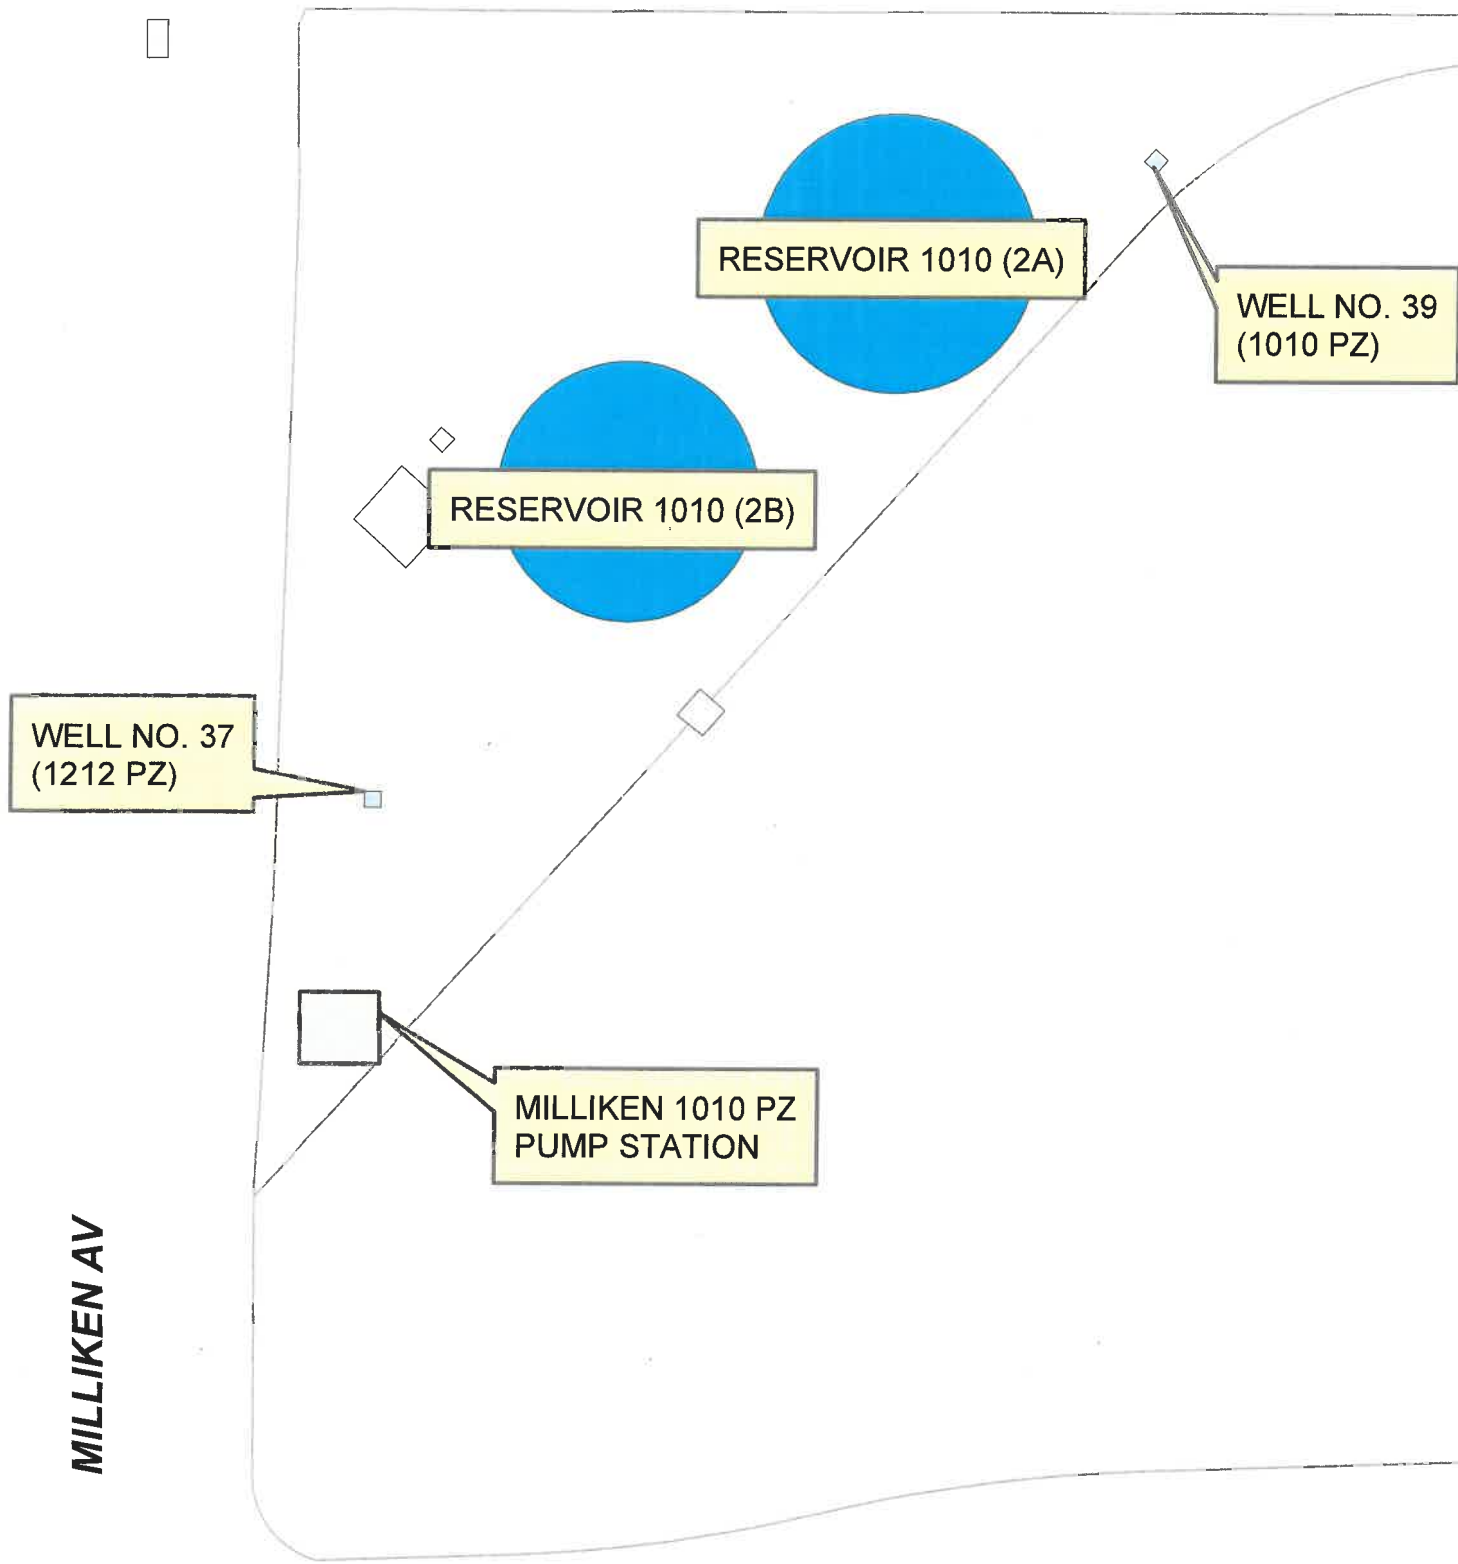 RESERVOIR 1010 (2A)
WELL NO. 39
(1010 PZ)
RESERVOIR 1010 (2B)
WELL NO. 37
(1212 PZ)
MILLIKEN 1010 PZ
PUMP STATION
MILLIKEN AV